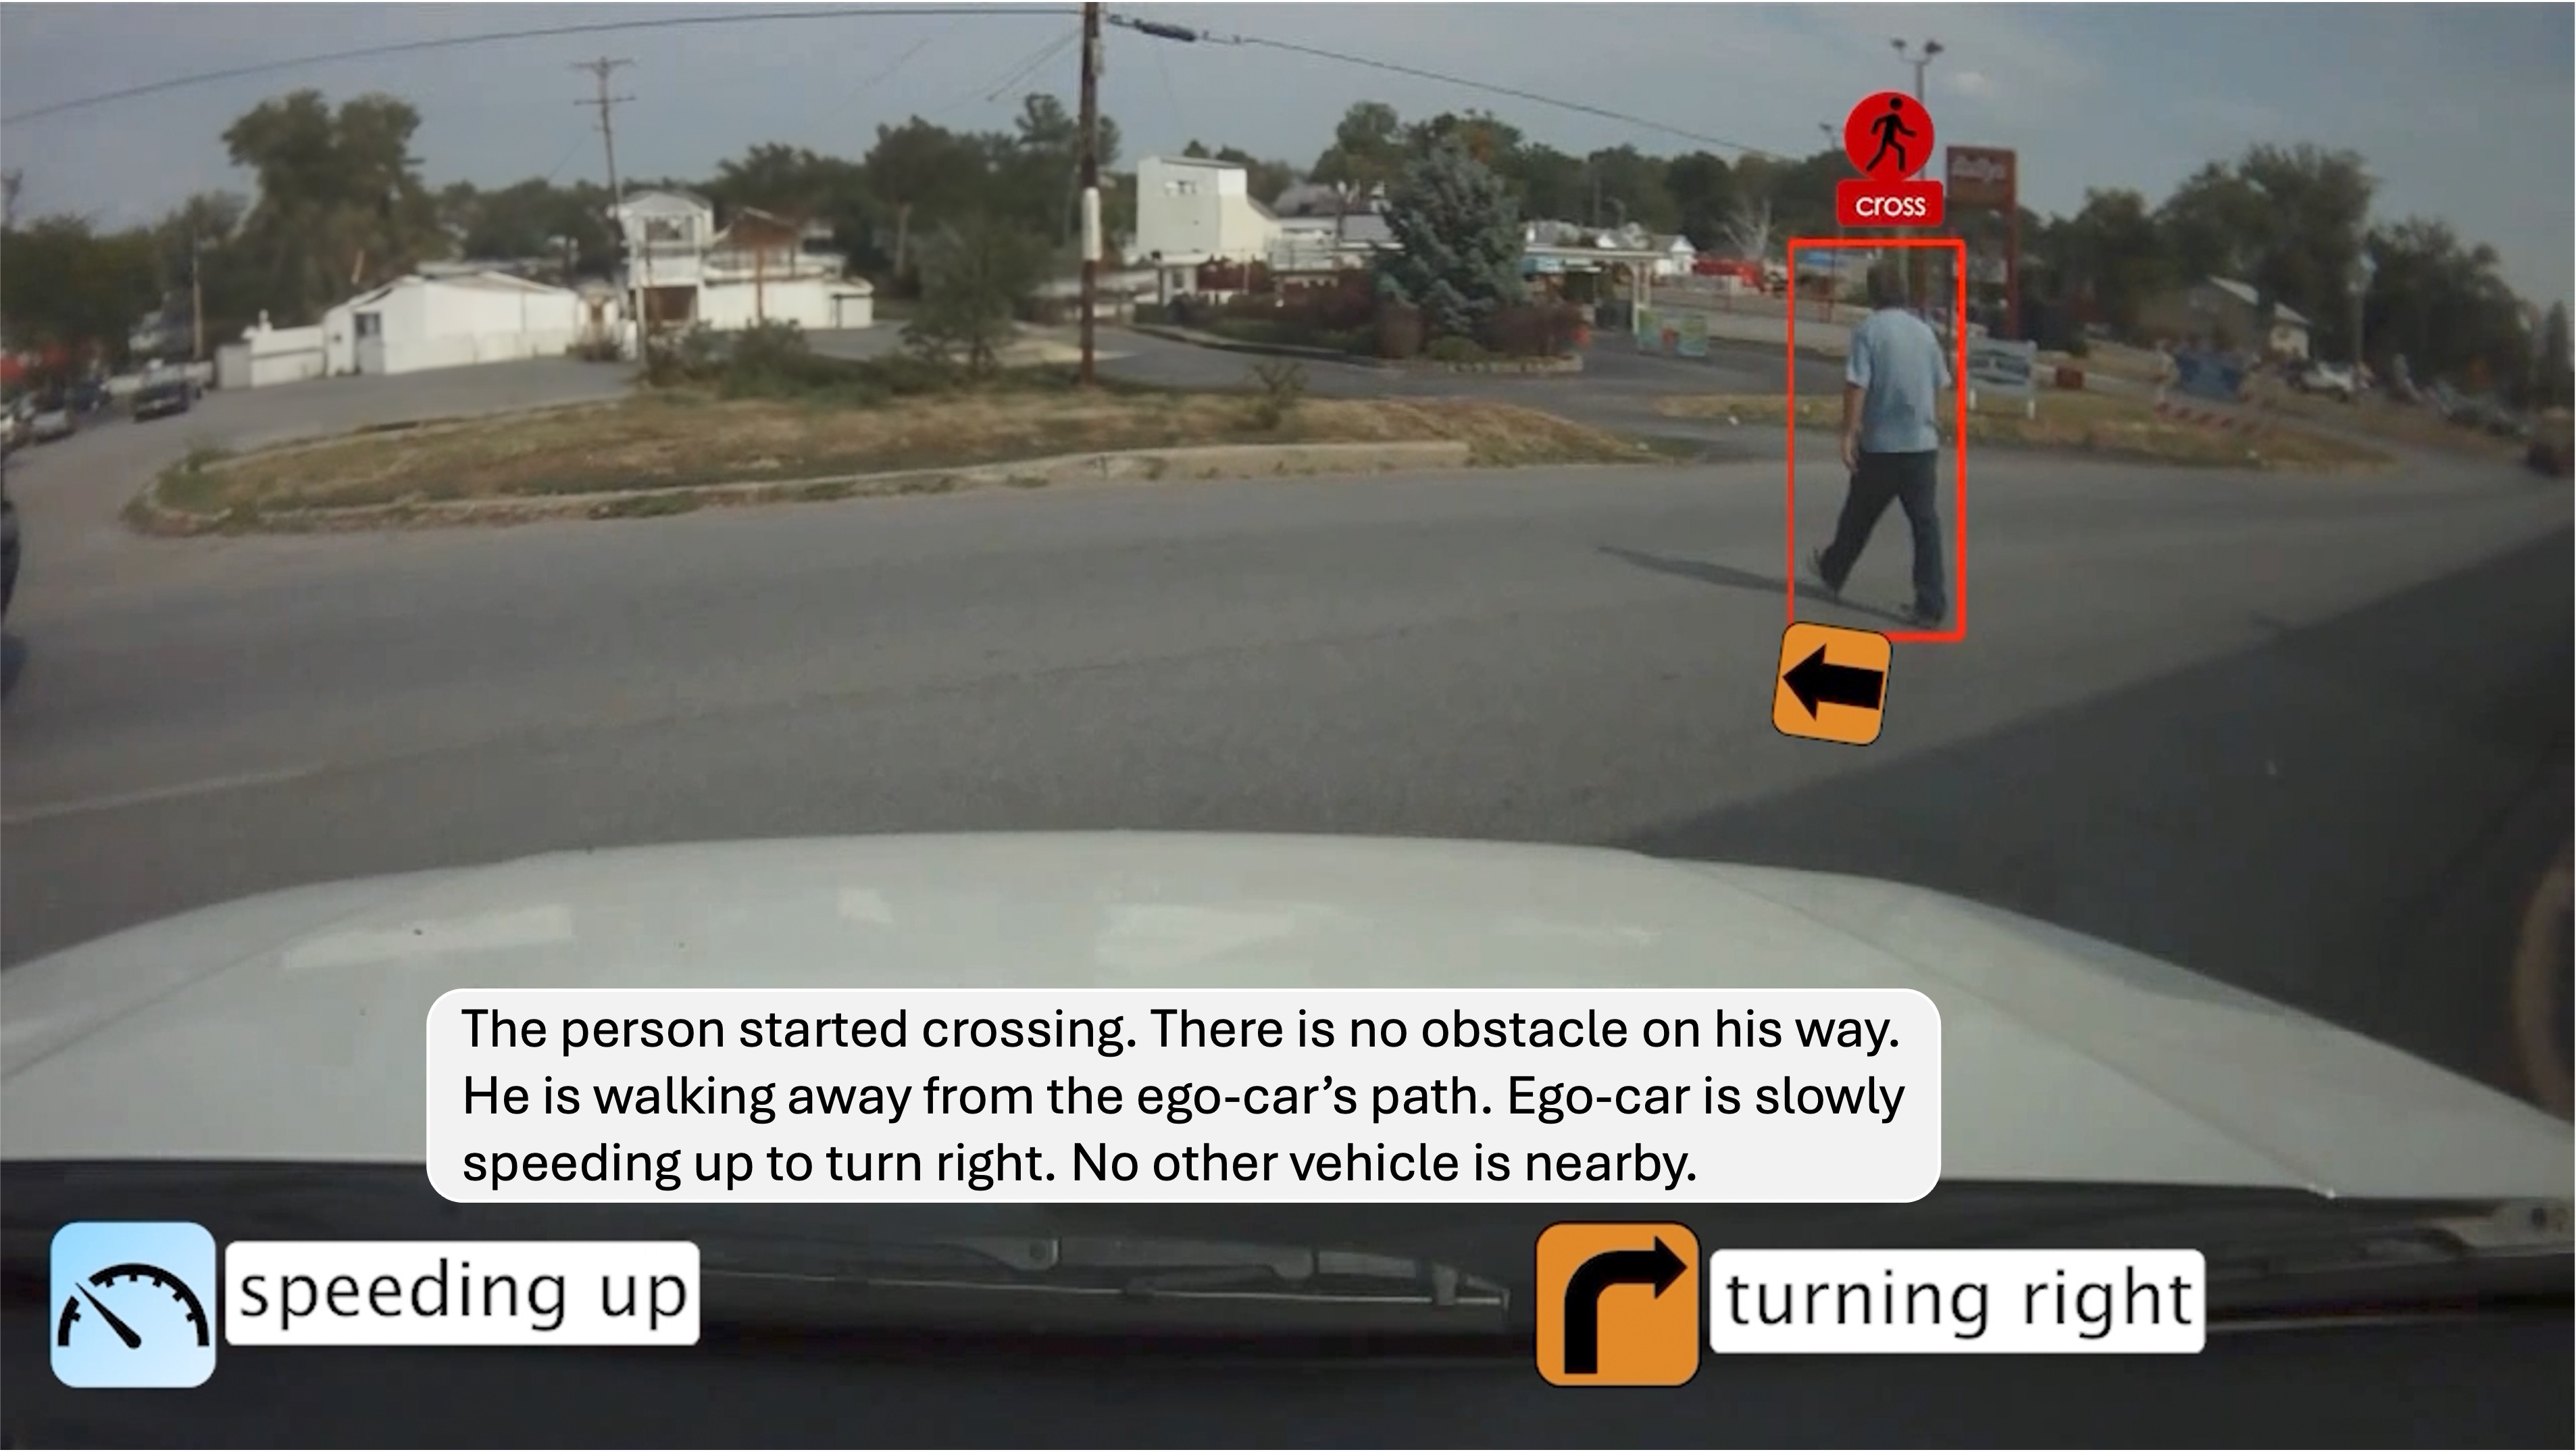 cross
The person started crossing. There is no obstacle on his way.
He is walking away from the ego-car’s path. Ego-car is slowly
speeding up to turn right. No other vehicle is nearby.
speeding up
turning right